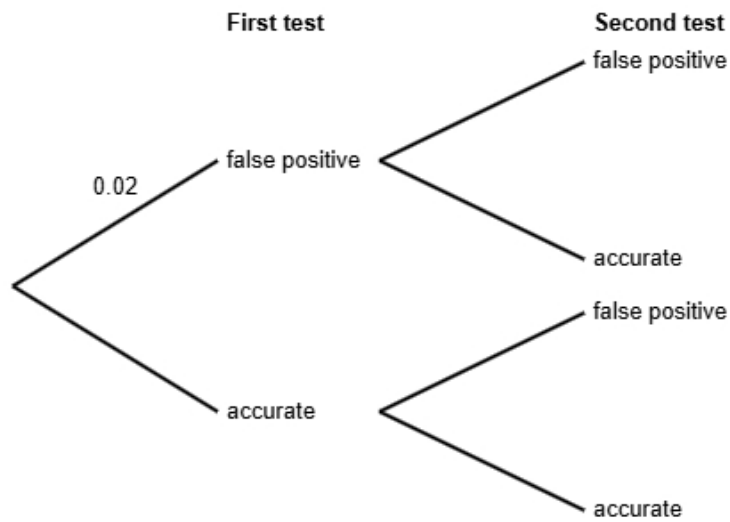 First test
Second test
false positive
false positive
0.02
accurate
false positive
accurate
accurate